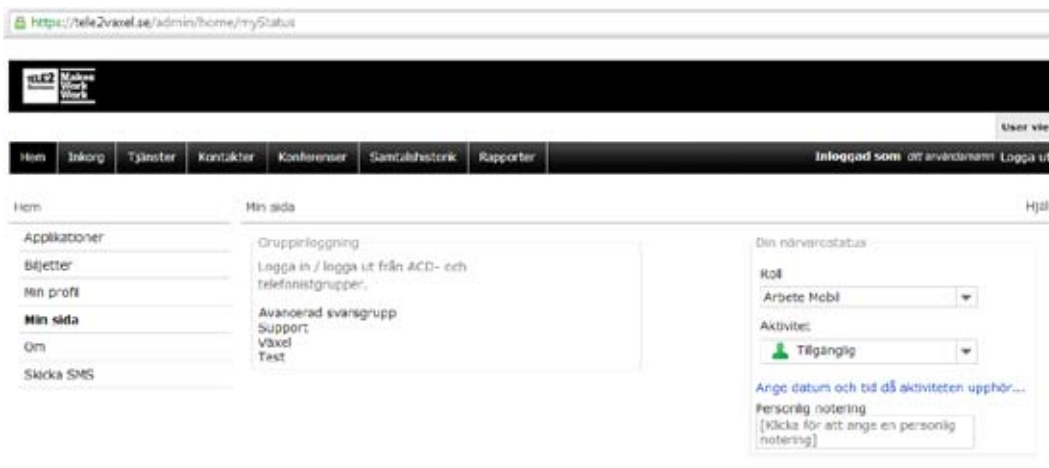 https://tele2vaxel.se/admin/home/myStatus
TELE2 Makes
Work
Work
User vie
Hem Inkorg Tjänster Kontakter Konferenser Samtalshistorik Rapporter Inloggad som ditt användarnamn Logga ut
Hem
Applikationer
Biljetter
Min profil
Min sida
Om
Skicka SMS
Min sida
Hjäl
Gruppinloggning
Logga in / logga ut från ACD- och
telefonistgrupper.
Avancerad svarsgrupp
Support
Växel
Test
Din närvarostatus
Roll
Arbete Mobil
Aktivitet
Tillgänglig
Ange datum och tid då aktiviteten upphör...
Personlig notering
[Klicka för att ange en personlig
notering]